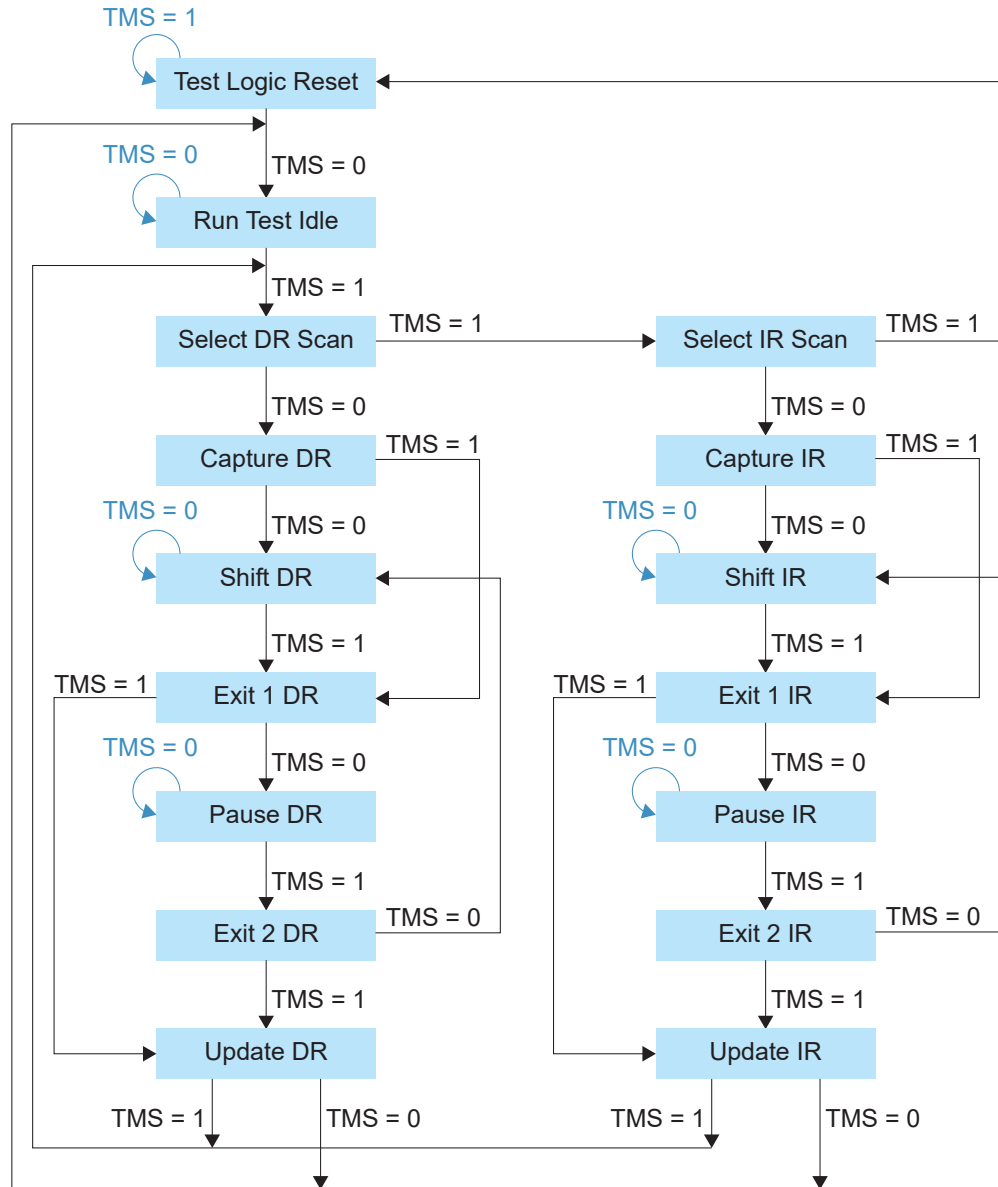 TMS = 1
Test Logic Reset
TMS = 0
TMS = 0
Run Test Idle
TMS = 1
Select DR Scan
TMS = 1
Select IR Scan
TMS = 1
TMS = 0
TMS = 0
Capture DR
TMS = 1
Capture IR
TMS = 1
TMS = 0
TMS = 0
TMS = 0
TMS = 0
Shift DR
Shift IR
TMS = 1
TMS = 1
TMS = 1
Exit 1 DR
TMS = 1
Exit 1 IR
TMS = 0
TMS = 0
TMS = 0
TMS = 0
Pause DR
Pause IR
TMS = 1
TMS = 1
Exit 2 DR
TMS = 0
Exit 2 IR
TMS = 0
TMS = 1
TMS = 1
Update DR
Update IR
TMS = 1
TMS = 0
TMS = 1
TMS = 0